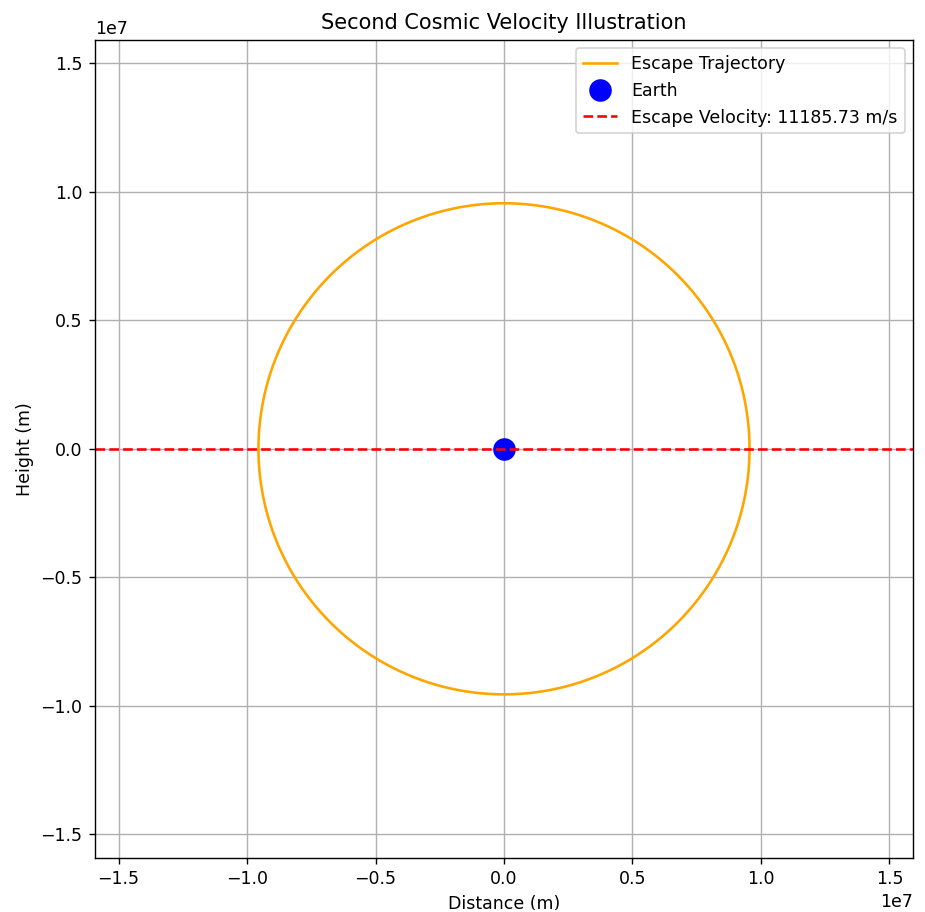 Second Cosmic Velocity Illustration
1e7
Escape Trajectory
Earth
Escape Velocity: 11185.73 m/s
1.5
1.0
0.5
0.0
−0.5
−1.0
−1.5
Height (m)
−1.5 −1.0 −0.5 0.0 0.5 1.0 1.5
1e7
Distance (m)